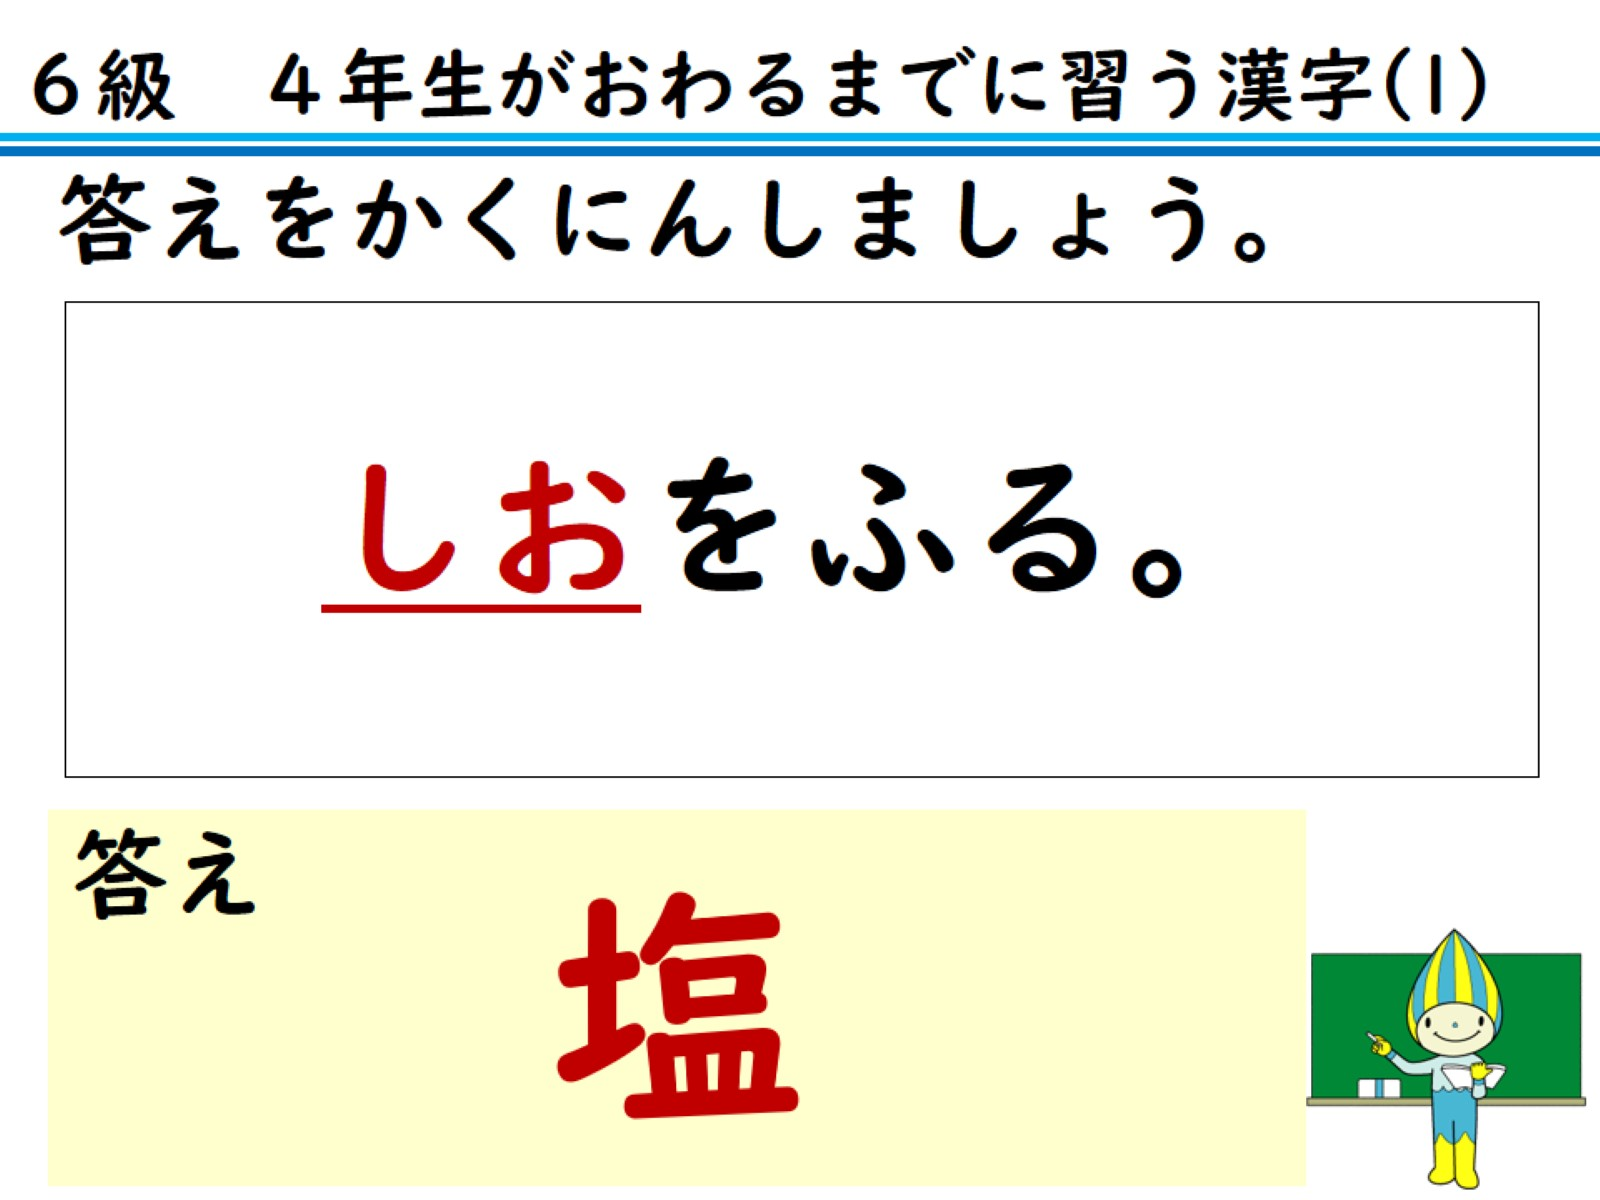 ６級　４年生がおわるまでに習う漢字(1)
答えをかくにんしましょう。
しおをふる。
答え
塩